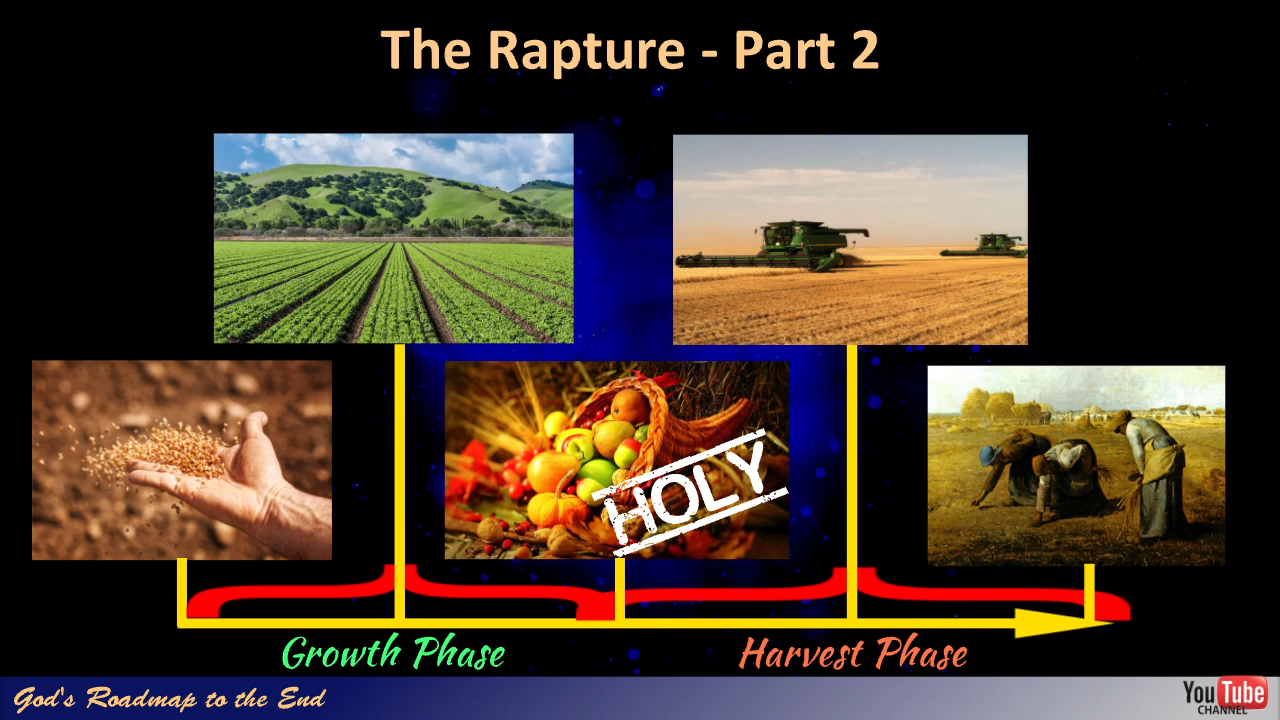 The Rapture - Part 2
HOLY
Growth Phase
Harvest Phase
God's Roadmap to the End
YouTube
CHANNEL